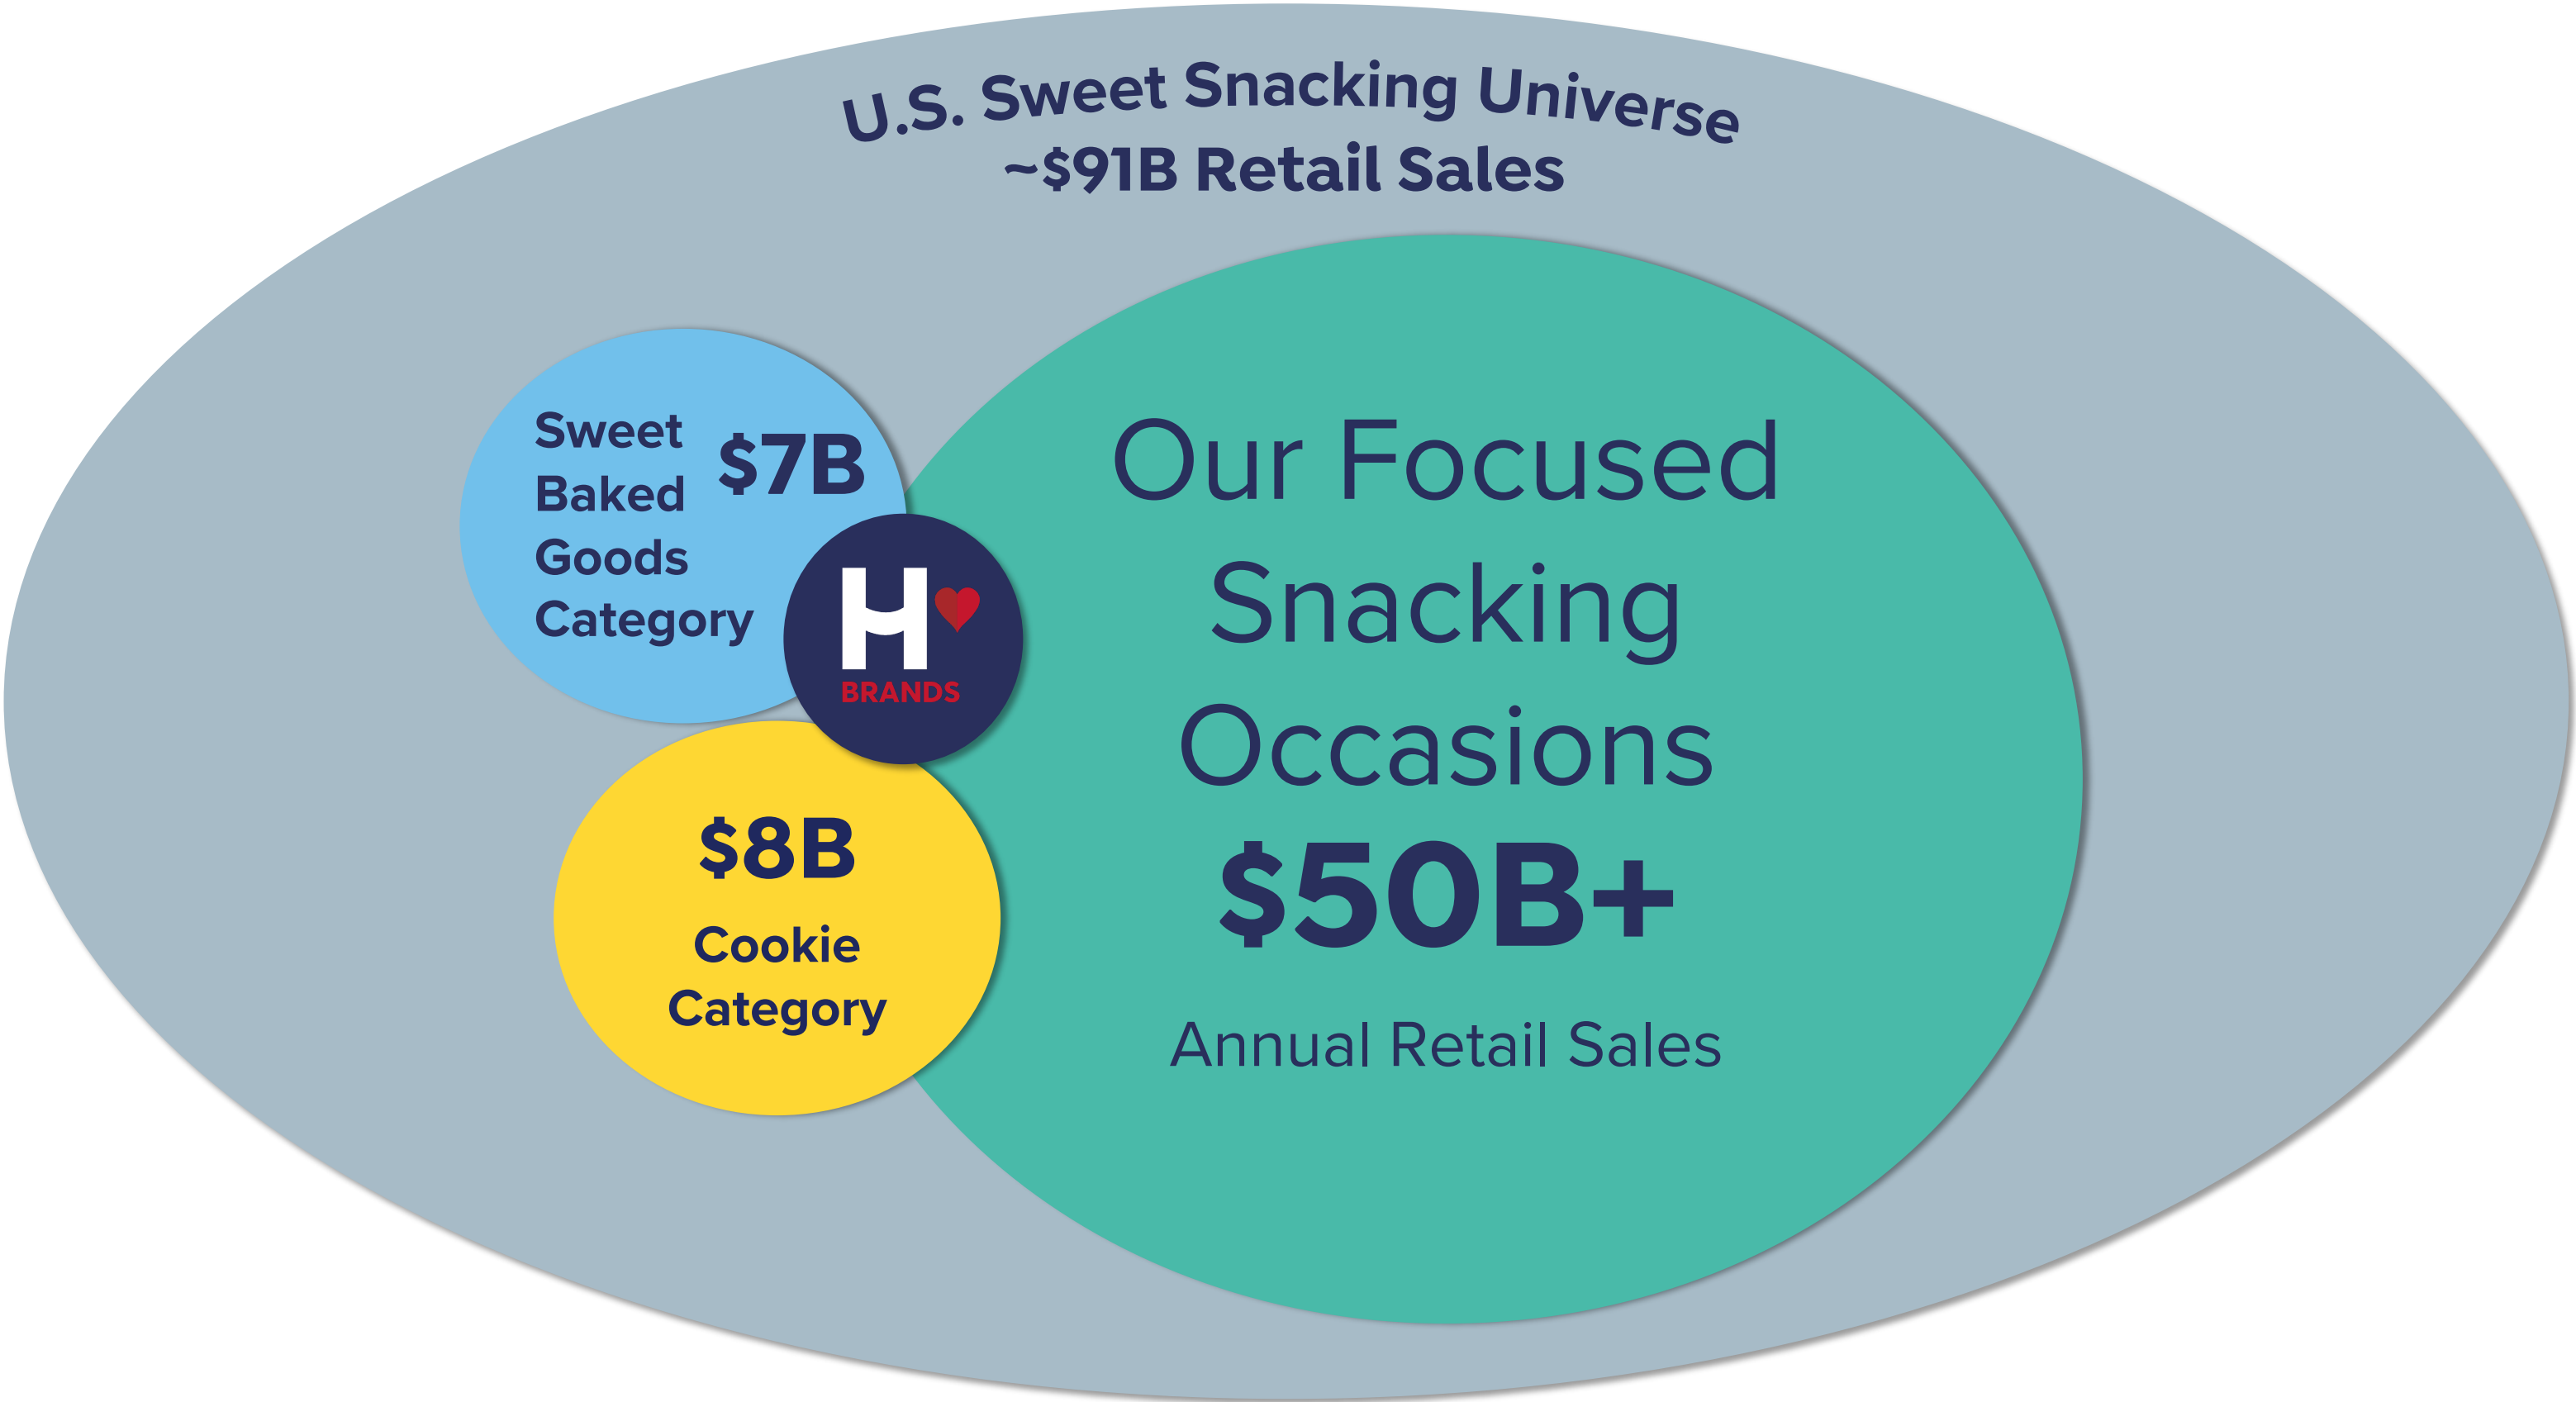 U.S. Sweet Snacking Universe
~$91B Retail Sales
Sweet
Baked
Goods
Category
$7B
H
BRANDS
$8B
Cookie
Category
Our Focused
Snacking
Occasions
$50B+
Annual Retail Sales